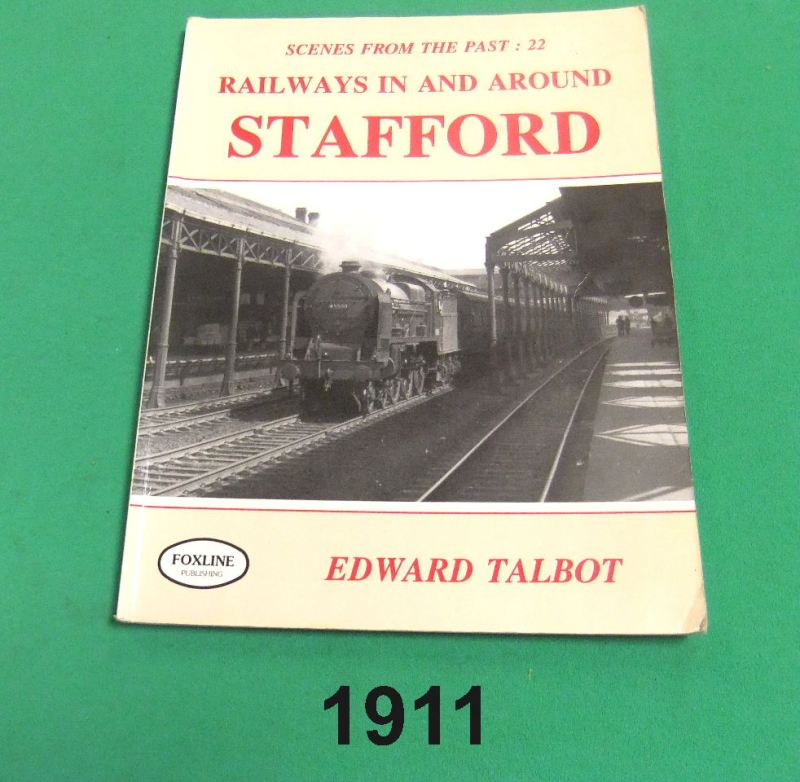 SCENES FROM THE PAST : 22
RAILWAYS IN AND AROUND
STAFFORD
FOXLINE
PUBLISHING
EDWARD TALBOT
1911